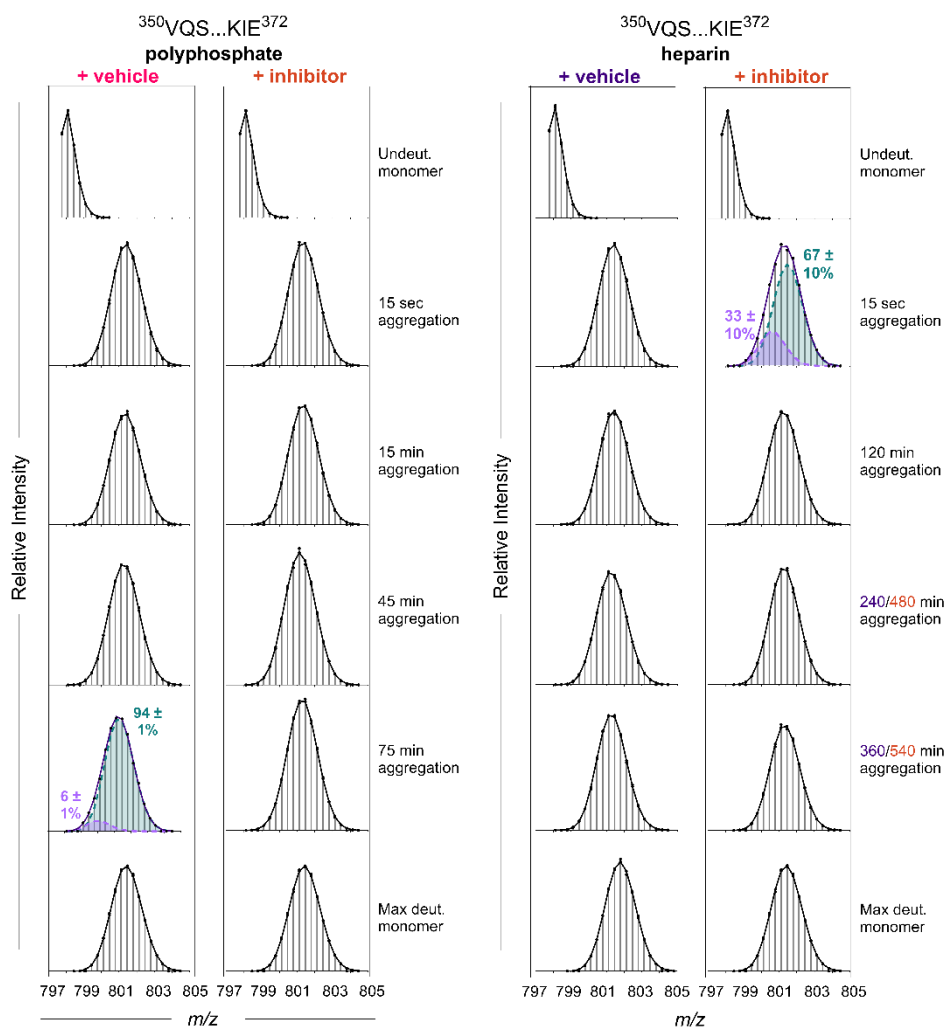 350VQS...KIE372
polyphosphate
+ vehicle
+ inhibitor
350VQS...KIE372
heparin
+ vehicle
+ inhibitor
Relative Intensity
Undeut.
monomer
15 sec
aggregation
15 min
aggregation
45 min
aggregation
94 ±
1%
6 ±
1%
75 min
aggregation
Max deut.
monomer
797 799 801 803 805
797 799 801 803 805
m/z
Relative Intensity
Undeut.
monomer
67 ±
10%
33 ±
10%
15 sec
aggregation
120 min
aggregation
240/480 min
aggregation
360/540 min
aggregation
Max deut.
monomer
797 799 801 803 805
797 799 801 803 805
m/z